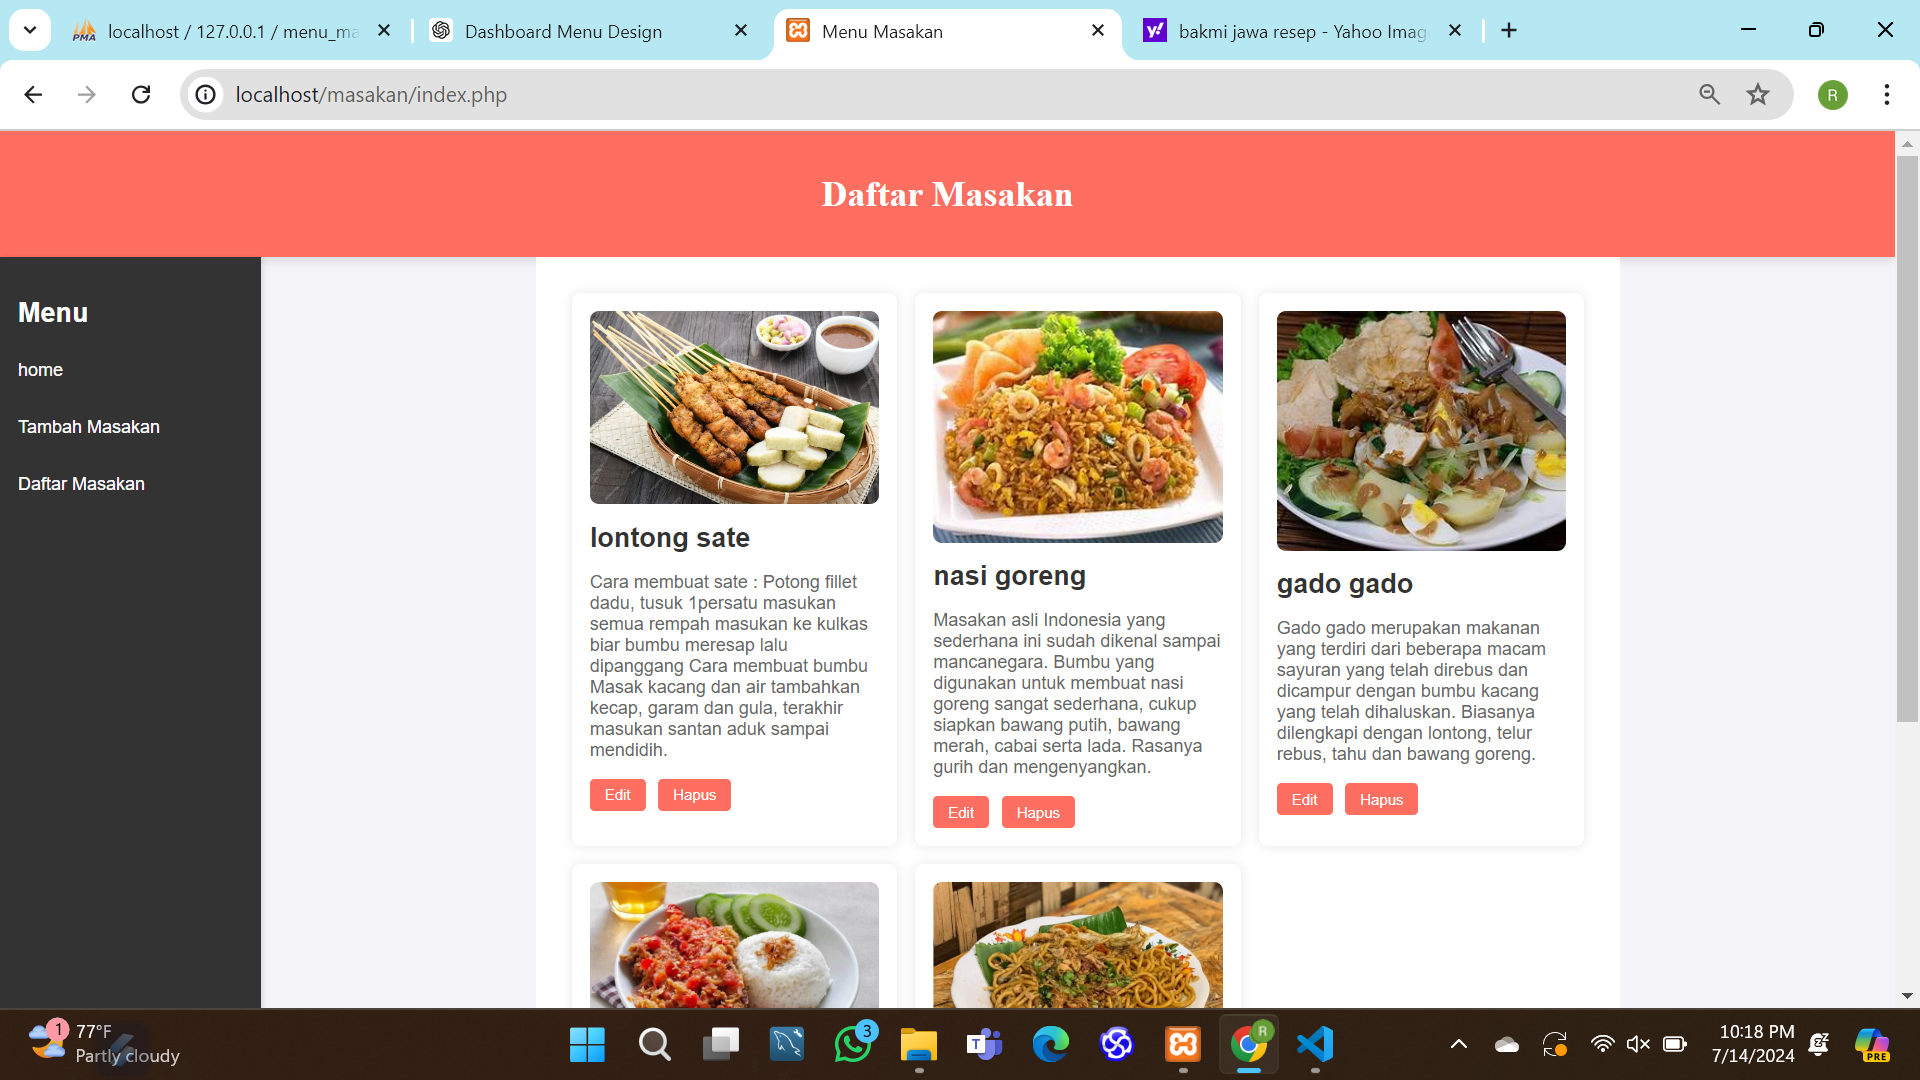 localhost / 127.0.0.1 / menu_ma
Dashboard Menu Design
Menu Masakan
bakmi jawa resep - Yahoo Imag
localhost/masakan/index.php
R
Daftar Masakan
Menu
home
Tambah Masakan
Daftar Masakan
lontong sate
Cara membuat sate : Potong fillet
dadu, tusuk 1persatu masukan
semua rempah masukan ke kulkas
biar bumbu meresap lalu
dipanggang Cara membuat bumbu
Masak kacang dan air tambahkan
kecap, garam dan gula, terakhir
masukan santan aduk sampai
mendidih.
Edit Hapus
nasi goreng
Masakan asli Indonesia yang
sederhana ini sudah dikenal sampai
mancanegara. Bumbu yang
digunakan untuk membuat nasi
goreng sangat sederhana, cukup
siapkan bawang putih, bawang
merah, cabai serta lada. Rasanya
gurih dan mengenyangkan.
Edit Hapus
gado gado
Gado gado merupakan makanan
yang terdiri dari beberapa macam
sayuran yang telah direbus dan
dicampur dengan bumbu kacang
yang telah dihaluskan. Biasanya
dilengkapi dengan lontong, telur
rebus, tahu dan bawang goreng.
Edit Hapus
1
77°F
Partly cloudy
3
R
10:18 PM
7/14/2024
PRE